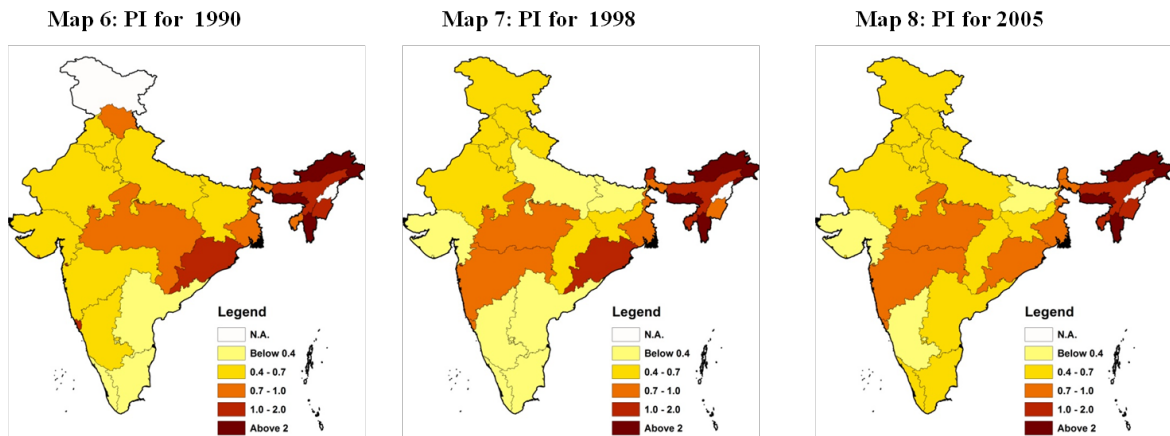 Map 6: PI for 1990
Legend
N.A.
Below 0.4
0.4 - 0.7
0.7 - 1.0
1.0 - 2.0
Above 2
Map 7: PI for 1998
Legend
N.A.
Below 0.4
0.4 - 0.7
0.7 - 1.0
1.0 - 2.0
Above 2
Map 8: PI for 2005
Legend
N.A.
Below 0.4
0.4 - 0.7
0.7 - 1.0
1.0 - 2.0
Above 2